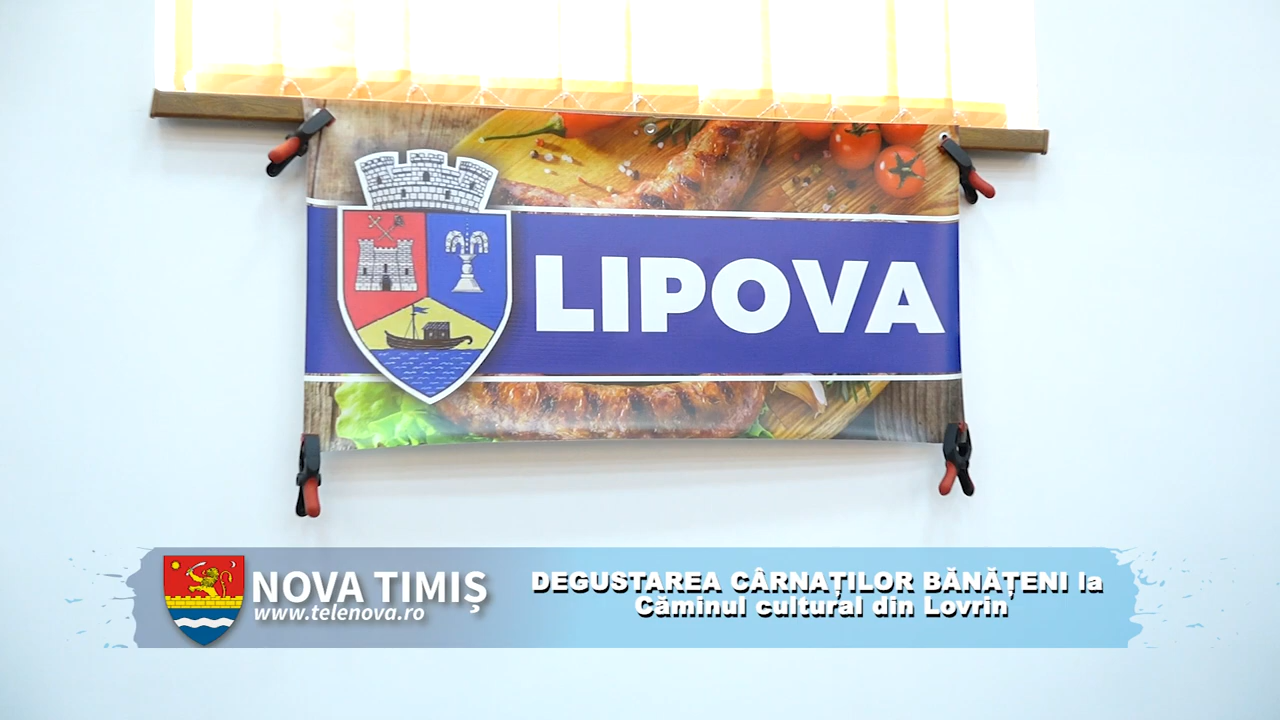 LIPOVA
NOVA TIMIȘ
www.telenova.ro
DEGUSTAREA CÂRNAȚILOR BĂNĂȚENI la
Căminul cultural din Lovrin